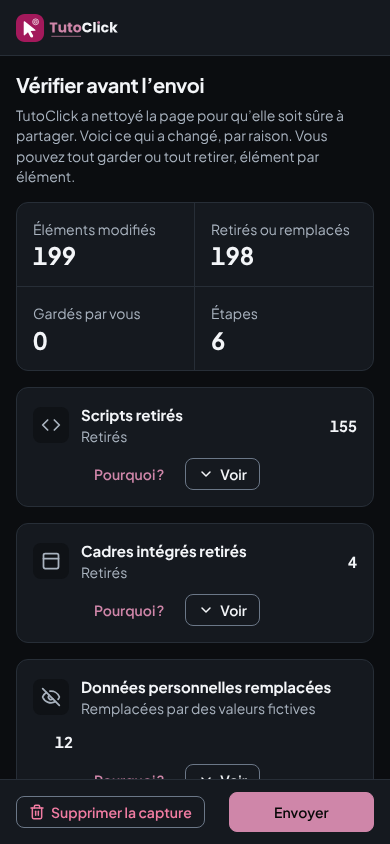 TutoClick
Vérifier avant l’envoi
TutoClick a nettoyé la page pour qu’elle soit sûre à
partager. Voici ce qui a changé, par raison. Vous
pouvez tout garder ou tout retirer, élément par
élément.
Éléments modifiés
199
Retirés ou remplacés
198
Gardés par vous
0
Étapes
6
Scripts retirés
Retirés
155
Pourquoi ?
Voir
Cadres intégrés retirés
Retirés
4
Pourquoi ?
Voir
Données personnelles remplacées
Remplacées par des valeurs fictives
12
Pourquoi ?
Voir
Supprimer la capture
Envoyer